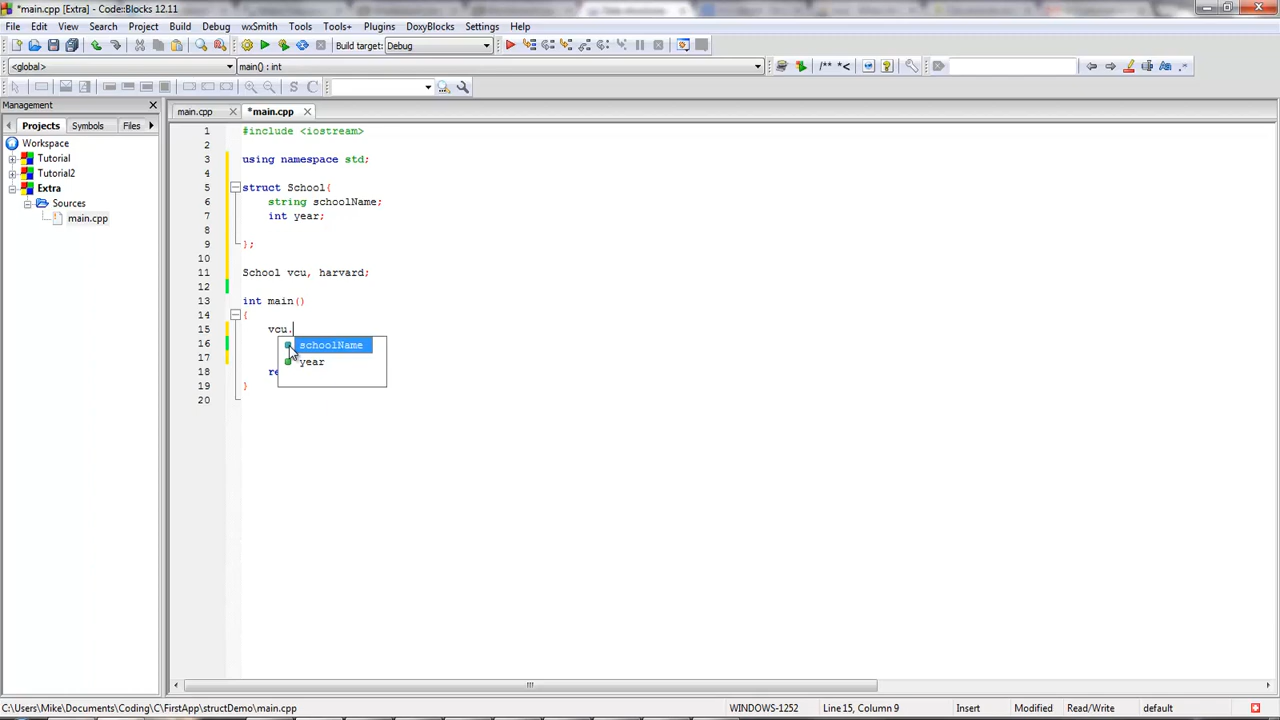 *main.cpp [Extra] - Code::Blocks 12.11
File Edit View Search Project Build Debug wxSmith Tools Tools+ Plugins DoxyBlocks Settings Help
Build target: Debug
<global> main() : int /** *<
S C
Management
Projects Symbols Files
main.cpp *main.cpp
Workspace
Tutorial
Tutorial2
Extra
Sources
main.cpp
1 #include <iostream>
2
3 using namespace std;
4
5 struct School{
6 string schoolName;
7 int year;
8
9 };
10
11 School vcu, harvard;
12
13 int main()
14 {
15 vcu.
16 schoolName
17 year
18 re
19 }
20
C:\Users\Mike\Documents\Coding\C\FirstApp\structDemo\main.cpp WINDOWS-1252 Line 15, Column 9 Insert Modified Read/Write default